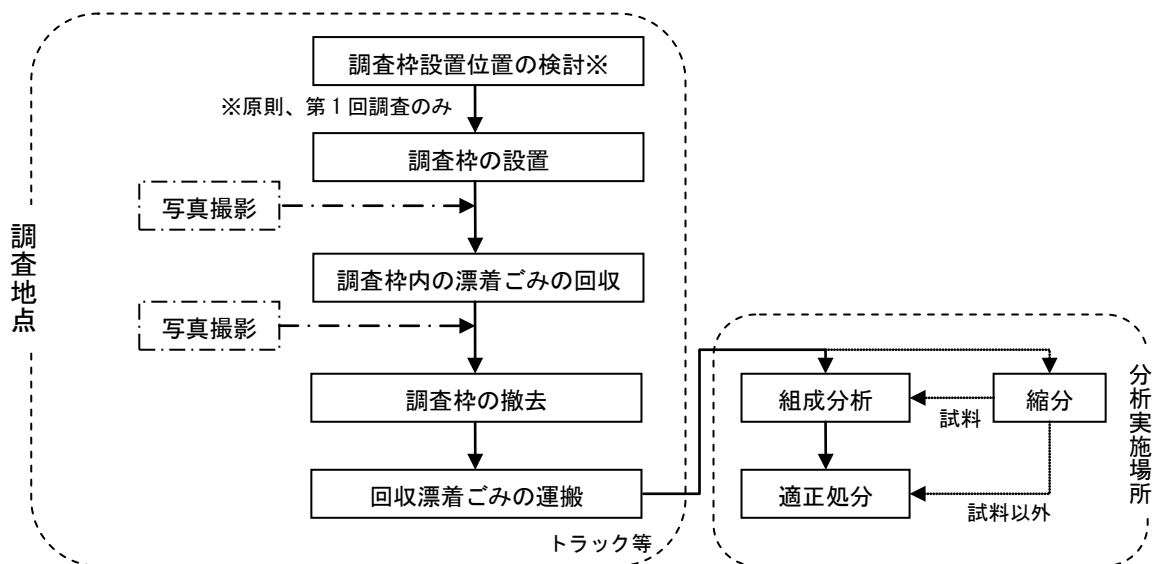 調査枠設置位置の検討※
※原則、第1回調査のみ
調査枠の設置
写真撮影
調査地点
調査枠内の漂着ごみの回収
写真撮影
調査枠の撤去
回収漂着ごみの運搬
トラック等
組成分析
試料
縮分
適正処分
試料以外
分析実施場所